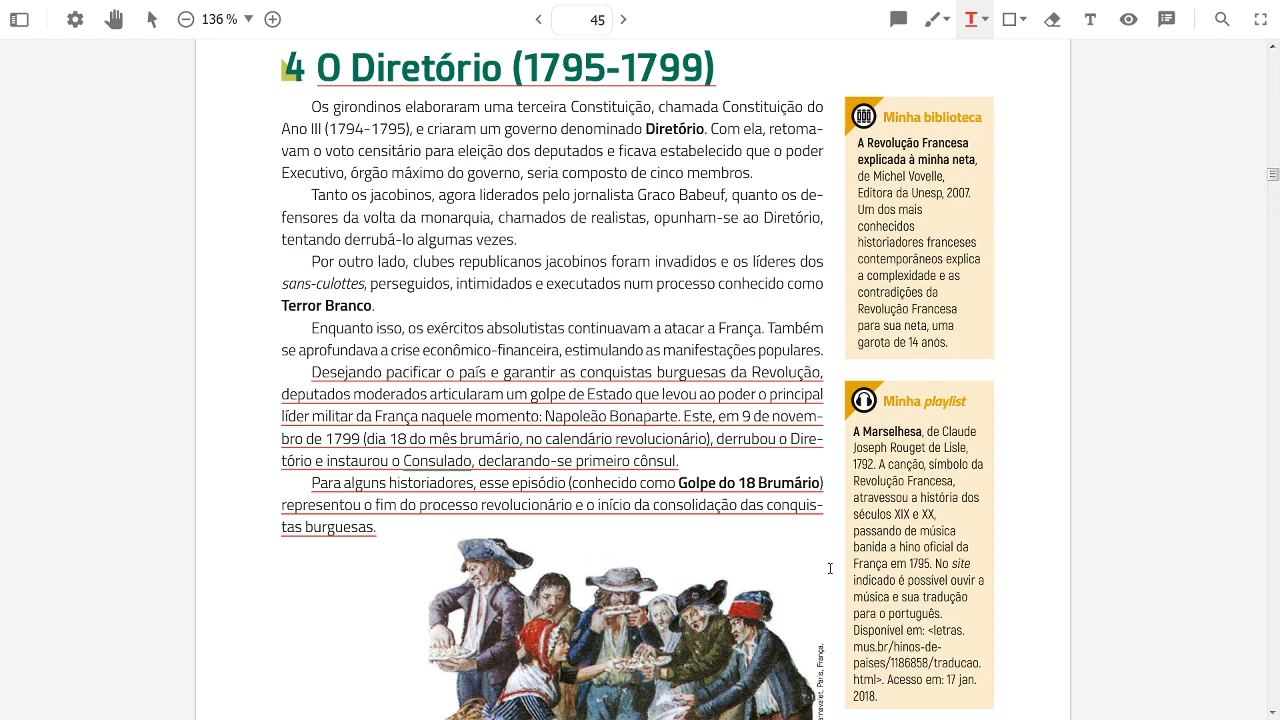 136 %
45
4 O Diretório (1795-1799)
Os girondinos elaboraram uma terceira Constituição, chamada Constituição do
Ano III (1794-1795), e criaram um governo denominado Diretório. Com ela, retoma-
vam o voto censitário para eleição dos deputados e ficava estabelecido que o poder
Executivo, órgão máximo do governo, seria composto de cinco membros.
Tanto os jacobinos, agora liderados pelo jornalista Graco Babeuf, quanto os de-
fensores da volta da monarquia, chamados de realistas, opunham-se ao Diretório,
tentando derrubá-lo algumas vezes.
Por outro lado, clubes republicanos jacobinos foram invadidos e os líderes dos
sans-culottes, perseguidos, intimidados e executados num processo conhecido como
Terror Branco.
Enquanto isso, os exércitos absolutistas continuavam a atacar a França. Também
se aprofundava a crise econômico-financeira, estimulando as manifestações populares.
Desejando pacificar o país e garantir as conquistas burguesas da Revolução,
deputados moderados articularam um golpe de Estado que levou ao poder o principal
líder militar da França naquele momento: Napoleão Bonaparte. Este, em 9 de novem-
bro de 1799 (dia 18 do mês brumário, no calendário revolucionário), derrubou o Dire-
tório e instaurou o Consulado, declarando-se primeiro cônsul.
Para alguns historiadores, esse episódio (conhecido como Golpe do 18 Brumário)
representou o fim do processo revolucionário e o início da consolidação das conquis-
tas burguesas.
Minha biblioteca
A Revolução Francesa
explicada à minha neta,
de Michel Vovelle,
Editora da Unesp, 2007.
Um dos mais
conhecidos
historiadores franceses
contemporâneos explica
a complexidade e as
contradições da
Revolução Francesa
para sua neta, uma
garota de 14 anos.
Minha playlist
A Marselhesa, de Claude
Joseph Rouget de Lisle,
1792. A canção, símbolo da
Revolução Francesa,
atravessou a história dos
séculos XIX e XX,
passando de música
banida a hino oficial da
França em 1795. No site
indicado é possível ouvir a
música e sua tradução
para o português.
Disponível em: <letras.
mus.br/hinos-de-
paises/1186858/traducao.
html>. Acesso em: 17 jan.
2018.
Paris, França.